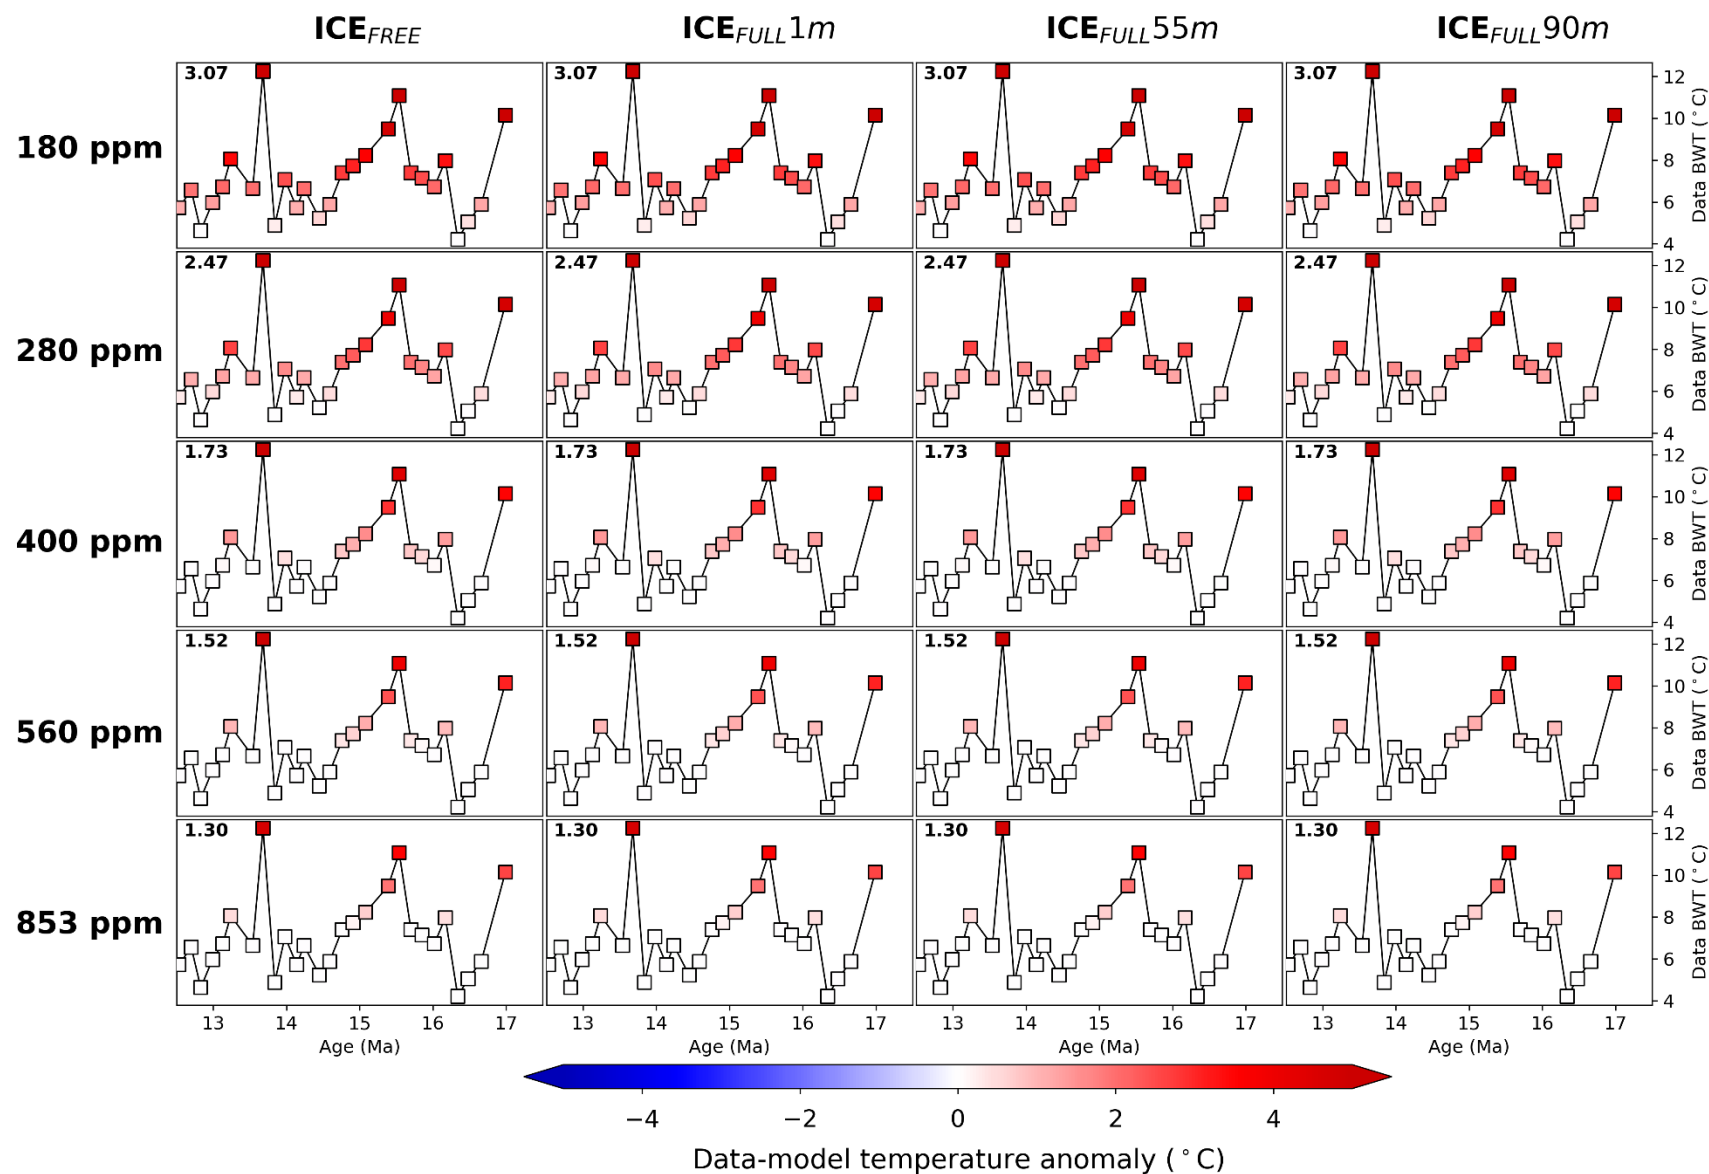 ICE_FREE ICE_FULL1m ICE_FULL55m ICE_FULL90m
180 ppm 3.07 3.07 3.07 3.07 12 10 8 6 4 Data BWT (°C)
280 ppm 2.47 2.47 2.47 2.47 12 10 8 6 4 Data BWT (°C)
400 ppm 1.73 1.73 1.73 1.73 12 10 8 6 4 Data BWT (°C)
560 ppm 1.52 1.52 1.52 1.52 12 10 8 6 4 Data BWT (°C)
853 ppm 1.30 1.30 1.30 1.30 12 10 8 6 4 Data BWT (°C)
13 14 15 16 17 13 14 15 16 17 13 14 15 16 17 13 14 15 16 17
Age (Ma) Age (Ma) Age (Ma) Age (Ma)
−4 −2 0 2 4
Data-model temperature anomaly (°C)